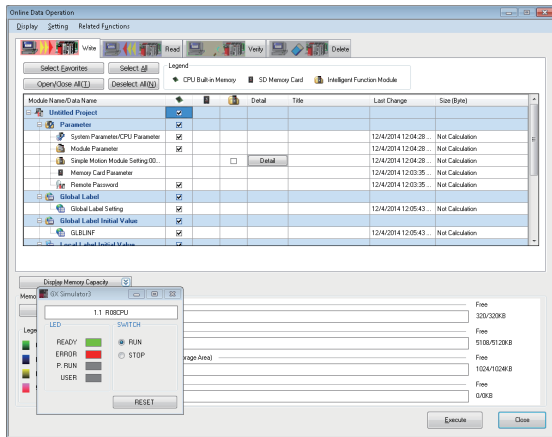 Online Data Operation
Display Setting Related Functions
Write Read Verify Delete
Select Favorites Select All Legend
Open/Close All(T) Deselect All(N) CPU Built-in Memory SD Memory Card Intelligent Function Module
Module Name/Data Name Detail Title Last Change Size (Byte)
Untitled Project
Parameter
System Parameter/CPU Parameter 12/4/2014 12:04:28 ... Not Calculation
Module Parameter 12/4/2014 12:04:28 ... Not Calculation
Simple Motion Module Setting:00... Detail 12/4/2014 12:04:28 ... Not Calculation
Memory Card Parameter 12/4/2014 12:03:35 ... Not Calculation
Remote Password 12/4/2014 12:03:35 ... Not Calculation
Global Label
Global Label Setting 12/4/2014 12:05:43 ... Not Calculation
Global Label Initial Value
GLBLINF 12/4/2014 12:05:43 ... Not Calculation
Local Label Initial Value
Display Memory Capacity
Memo
GX Simulator3
Free
1.1 R08CPU
320/320KB
LED SWITCH
Free
Lege
READY RUN
5108/5120KB
ERROR STOP
rage Area)
Free
P.RUN
1024/1024KB
USER
Free
0/0KB
RESET
Execute Close